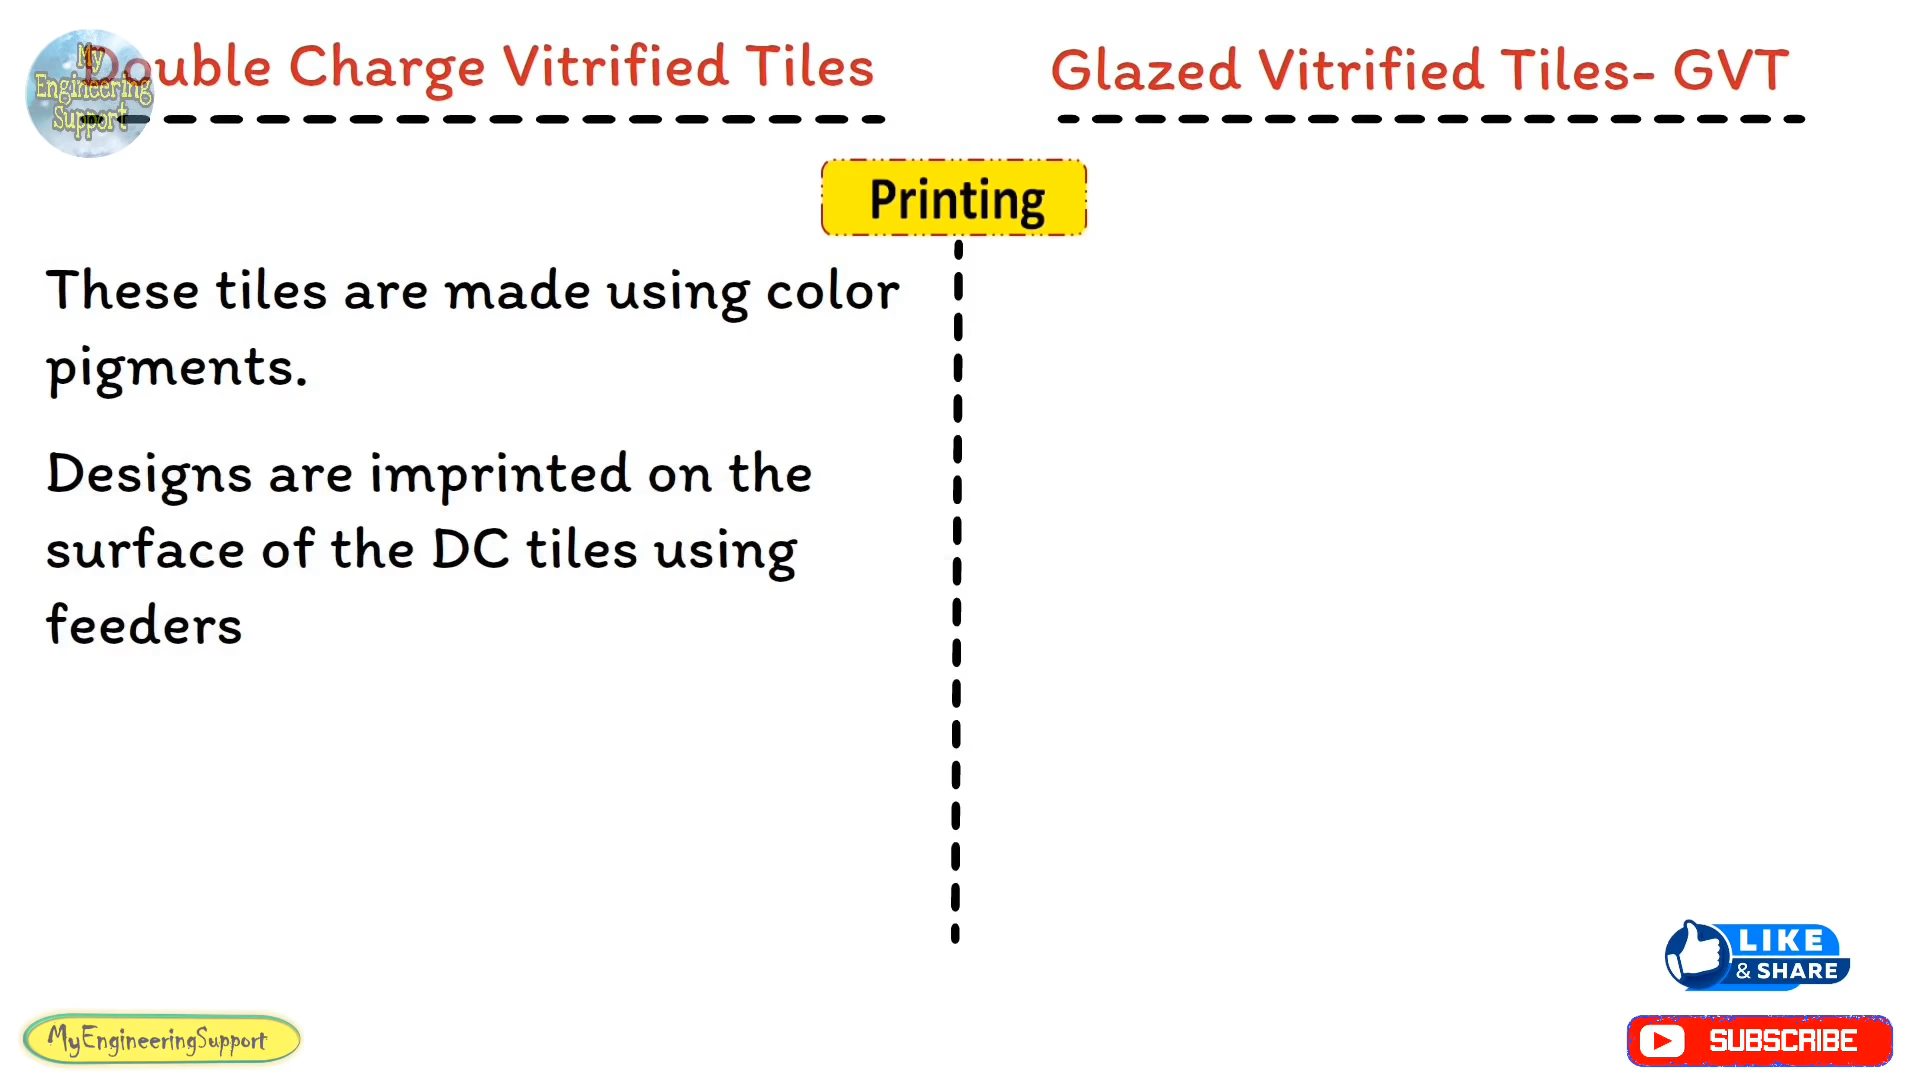 Double Charge Vitrified Tiles
Glazed Vitrified Tiles- GVT
My
Engineering
Support
Printing
These tiles are made using color
pigments.
Designs are imprinted on the
surface of the DC tiles using
feeders
LIKE
& SHARE
MyEngineeringSupport
SUBSCRIBE